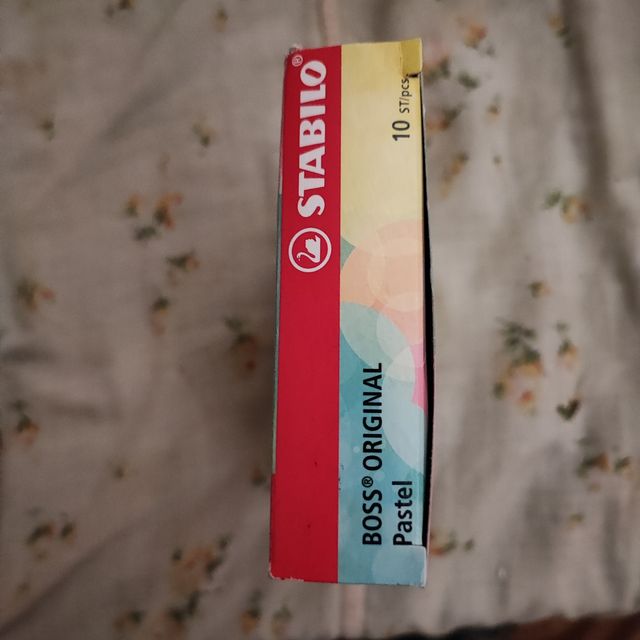 STABILO®
BOSS® ORIGINAL
Pastel
10 ST/pcs.